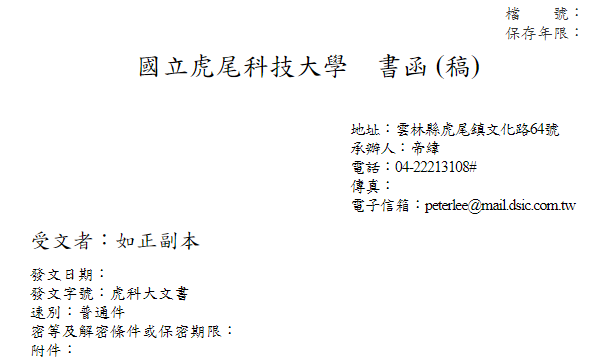 檔　　號：
保存年限：
國立虎尾科技大學　書函(稿)
地址：雲林縣虎尾鎮文化路64號
承辦人：帝緯
電話：04-22213108#
傳真：
電子信箱：peterlee@mail.dsic.com.tw
受文者：如正副本
發文日期：
發文字號：虎科大文書
速別：普通件
密等及解密條件或保密期限：
附件：